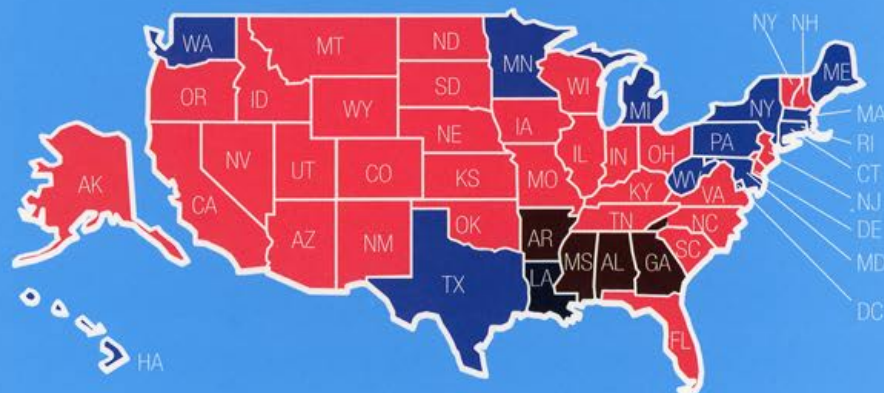 NY NH
WA
MT
ND
MN
ME
OR
ID
SD
WI
MI
NY
MA
WY
RI
IA
PA
NE
CT
NV
UT
IL
IN
OH
NJ
AK
CA
CO
KS
MO
WV
VA
DE
KY
MD
AZ
NM
OK
TN
NC
AR
SC
DC
MS
AL
GA
TX
LA
FL
HA